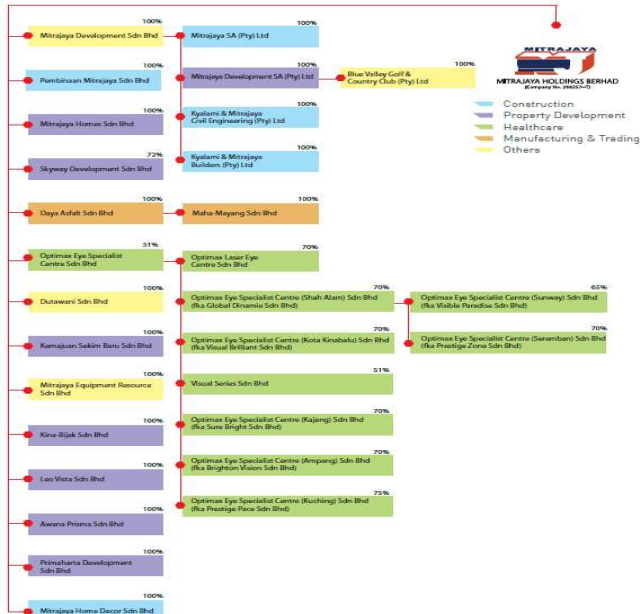 100%
Mitrajaya Development Sdn Bhd
100%
Mitrajaya SA (Pty) Ltd
MITRAJAYA
MITRAJAYA HOLDINGS BERHAD
(Company No. 268257-T)
100%
Pembinaan Mitrajaya Sdn Bhd
100%
Mitrajaya Development SA (Pty) Ltd
100%
Blue Valley Golf &
Country Club (Pty) Ltd
Construction
Property Development
Healthcare
Manufacturing & Trading
Others
100%
Mitrajaya Homes Sdn Bhd
100%
Kyalami & Mitrajaya
Civil Engineering (Pty) Ltd
72%
Skyway Development Sdn Bhd
100%
Kyalami & Mitrajaya
Builders (Pty) Ltd
100%
Daya Asfalt Sdn Bhd
100%
Maha-Mayang Sdn Bhd
51%
Optimax Eye Specialist
Centre Sdn Bhd
70%
Optimax Laser Eye
Centre Sdn Bhd
100%
Dutawani Sdn Bhd
70%
Optimax Eye Specialist Centre (Shah Alam) Sdn Bhd
(fka Global Dinamia Sdn Bhd)
65%
Optimax Eye Specialist Centre (Sunway) Sdn Bhd
(fka Visible Paradise Sdn Bhd)
100%
Kemajuan Sekim Baru Sdn Bhd
70%
Optimax Eye Specialist Centre (Kota Kinabalu) Sdn Bhd
(fka Visual Brilliant Sdn Bhd)
70%
Optimax Eye Specialist Centre (Seremban) Sdn Bhd
(fka Prestige Zone Sdn Bhd)
100%
Mitrajaya Equipment Resource
Sdn Bhd
51%
Visual Series Sdn Bhd
100%
Kina-Bijak Sdn Bhd
70%
Optimax Eye Specialist Centre (Kajang) Sdn Bhd
(fka Sure Bright Sdn Bhd)
100%
Leo Vista Sdn Bhd
70%
Optimax Eye Specialist Centre (Ampang) Sdn Bhd
(fka Brighton Vision Sdn Bhd)
100%
Awana Prisma Sdn Bhd
75%
Optimax Eye Specialist Centre (Kuching) Sdn Bhd
(fka Prestige Pace Sdn Bhd)
100%
Primaharta Development
Sdn Bhd
100%
Mitrajaya Home Decor Sdn Bhd